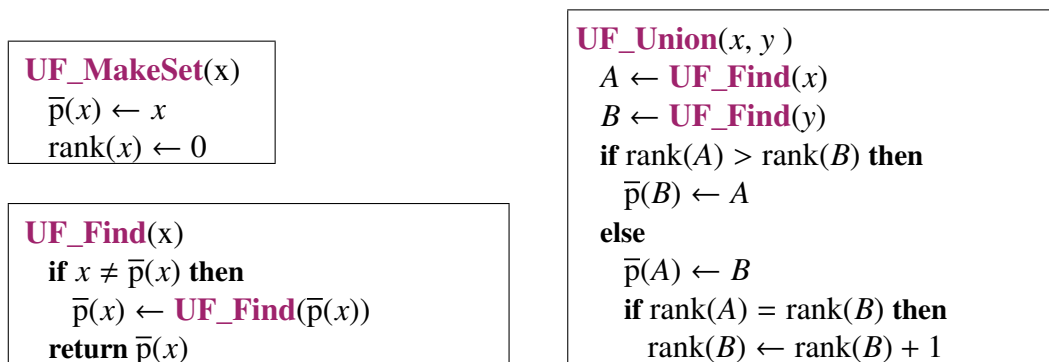 UF_MakeSet(x)
p̅(x) ← x
rank(x) ← 0
UF_Find(x)
if x ≠ p̅(x) then
p̅(x) ← UF_Find(p̅(x))
return p̅(x)
UF_Union(x, y )
A ← UF_Find(x)
B ← UF_Find(y)
if rank(A) > rank(B) then
p̅(B) ← A
else
p̅(A) ← B
if rank(A) = rank(B) then
rank(B) ← rank(B) + 1